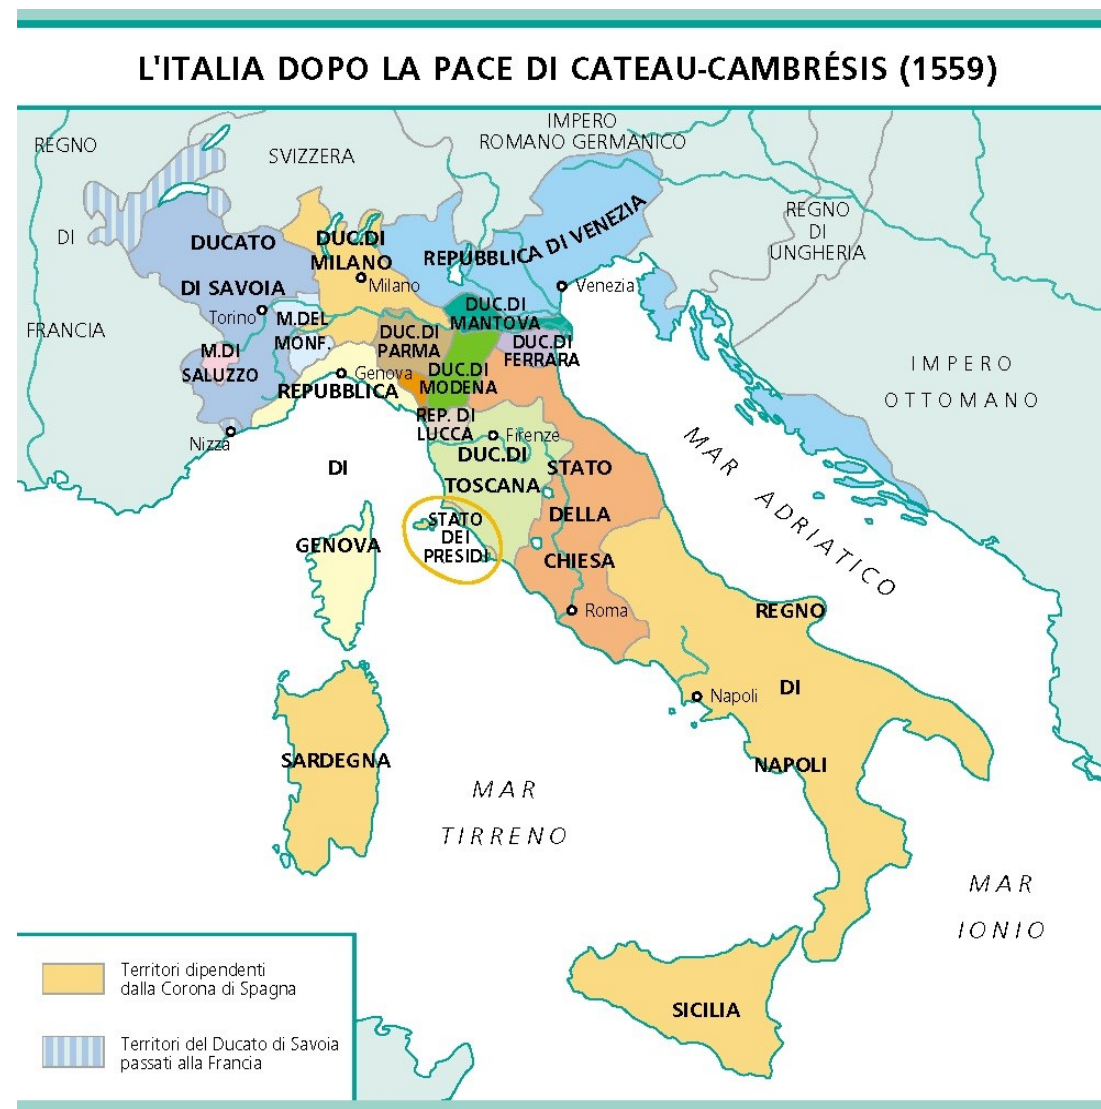 L'ITALIA DOPO LA PACE DI CATEAU-CAMBRÉSIS (1559)
REGNO
DI
FRANCIA
SVIZZERA
IMPERO
ROMANO GERMANICO
REGNO
DI
UNGHERIA
IMPERO
OTTOMANO
DUCATO
DI SAVOIA
Torino
DUC.DI
MILANO
Milano
REPUBBLICA DI VENEZIA
Venezia
M.DEL
MONF.
M.DI
SALUZZO
DUC.DI
PARMA
DUC.DI
MANTOVA
DUC.DI
FERRARA
DUC.DI
MODENA
Genova
REPUBBLICA
DI
GENOVA
Nizza
REP. DI
LUCCA
Firenze
DUC.DI
TOSCANA
STATO
DELLA
CHIESA
STATO
DEI
PRESIDI
Roma
MAR ADRIATICO
REGNO
DI
NAPOLI
Napoli
SARDEGNA
MAR
TIRRENO
MAR
IONIO
SICILIA
Territori dipendenti
dalla Corona di Spagna
Territori del Ducato di Savoia
passati alla Francia